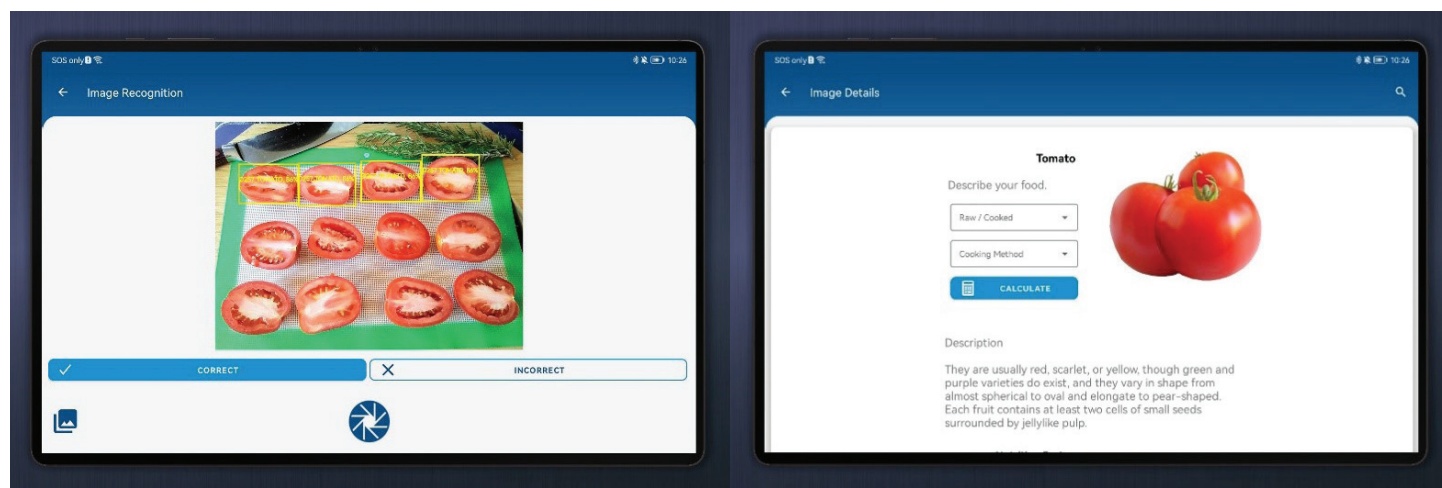 SOS only
10:26
Image Recognition
CORRECT
INCORRECT
SOS only
10:26
Image Details
Tomato
Describe your food.
Raw / Cooked
Cooking Method
CALCULATE
Description
They are usually red, scarlet, or yellow, though green and
purple varieties do exist, and they vary in shape from
almost spherical to oval and elongate to pear-shaped.
Each fruit contains at least two cells of small seeds
surrounded by jellylike pulp.